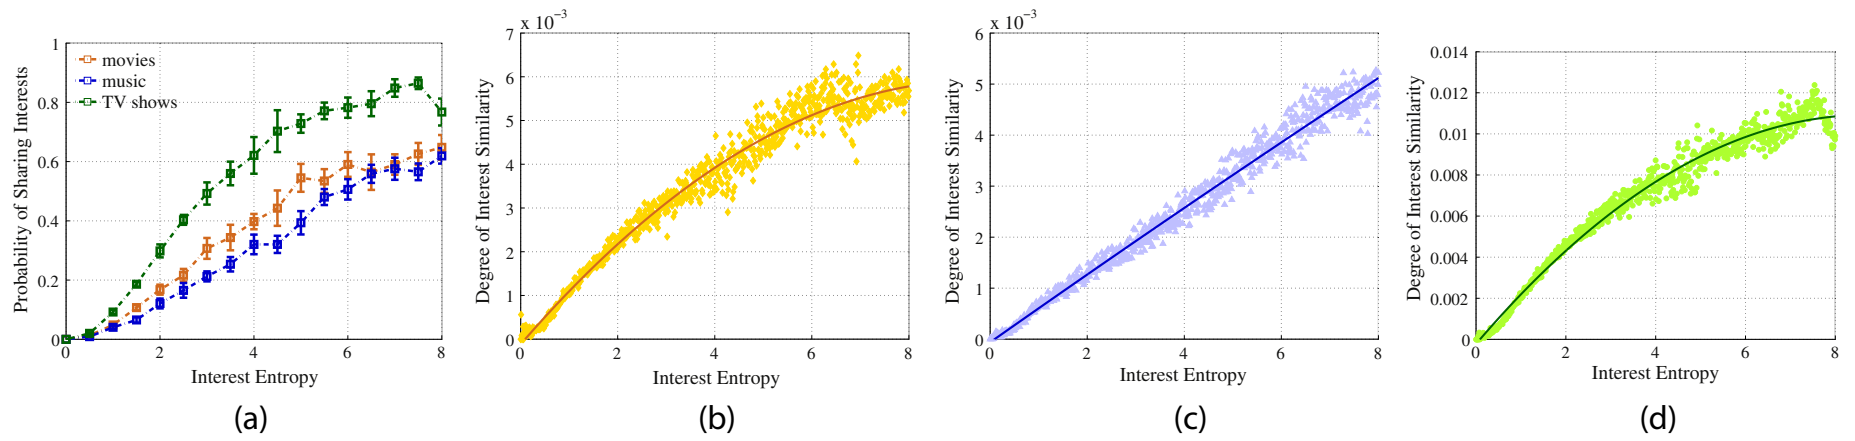 Probability of Sharing Interests
1
0.8
0.6
0.4
0.2
0
movies
music
TV shows
0 2 4 6 8
Interest Entropy
(a)
x 10⁻³
Degree of Interest Similarity
7
6
5
4
3
2
1
0
0 2 4 6 8
Interest Entropy
(b)
x 10⁻³
Degree of Interest Similarity
6
5
4
3
2
1
0
0 2 4 6 8
Interest Entropy
(c)
Degree of Interest Similarity
0.014
0.012
0.01
0.008
0.006
0.004
0.002
0
0 2 4 6 8
Interest Entropy
(d)